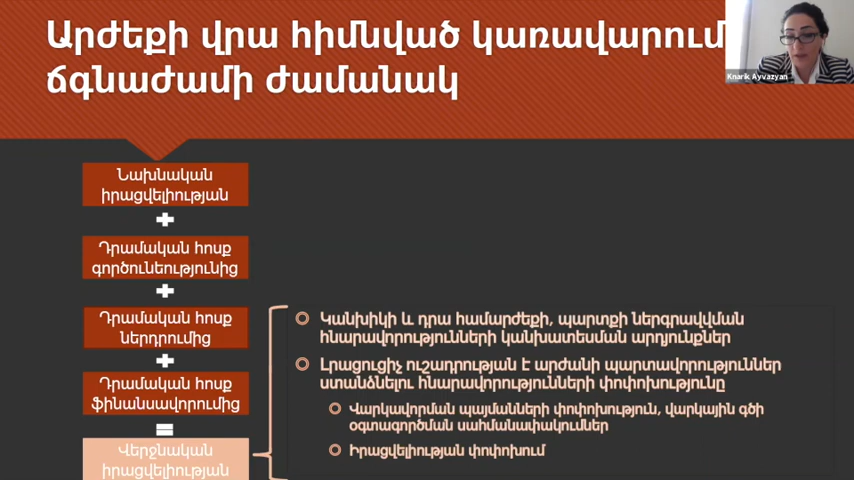 Արժեքի վրա հիմնված կառավարում
ճգնաժամի ժամանակ
Knarik Ayvazyan
Նախնական
իրացվելիության
Դրամական հոսք
գործունեությունից
Դրամական հոսք
ներդրումից
Դրամական հոսք
ֆինանսավորումից
Վերջնական
իրացվելիության
Կանխիկի և դրա համարժեքի, պարտքի ներգրավվման
հնարավորությունների կանխատեսման արդյունքներ
Լրացուցիչ ուշադրության է արժանի պարտավորություններ
ստանձնելու հնարավորությունների փոփոխությունը
Վարկավորման պայմանների փոփոխություն, վարկային գծի
օգտագործման սահմանափակումներ
Իրացվելիության փոփոխում